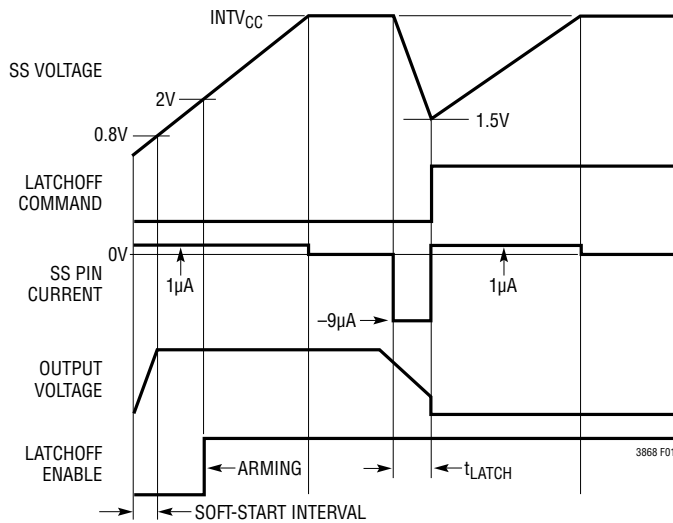 INTVCC
SS VOLTAGE
2V
0.8V
1.5V
LATCHOFF
COMMAND
0V
SS PIN
CURRENT
1µA
1µA
–9µA
OUTPUT
VOLTAGE
LATCHOFF
ENABLE
ARMING
tLATCH
3868 F01
SOFT-START INTERVAL